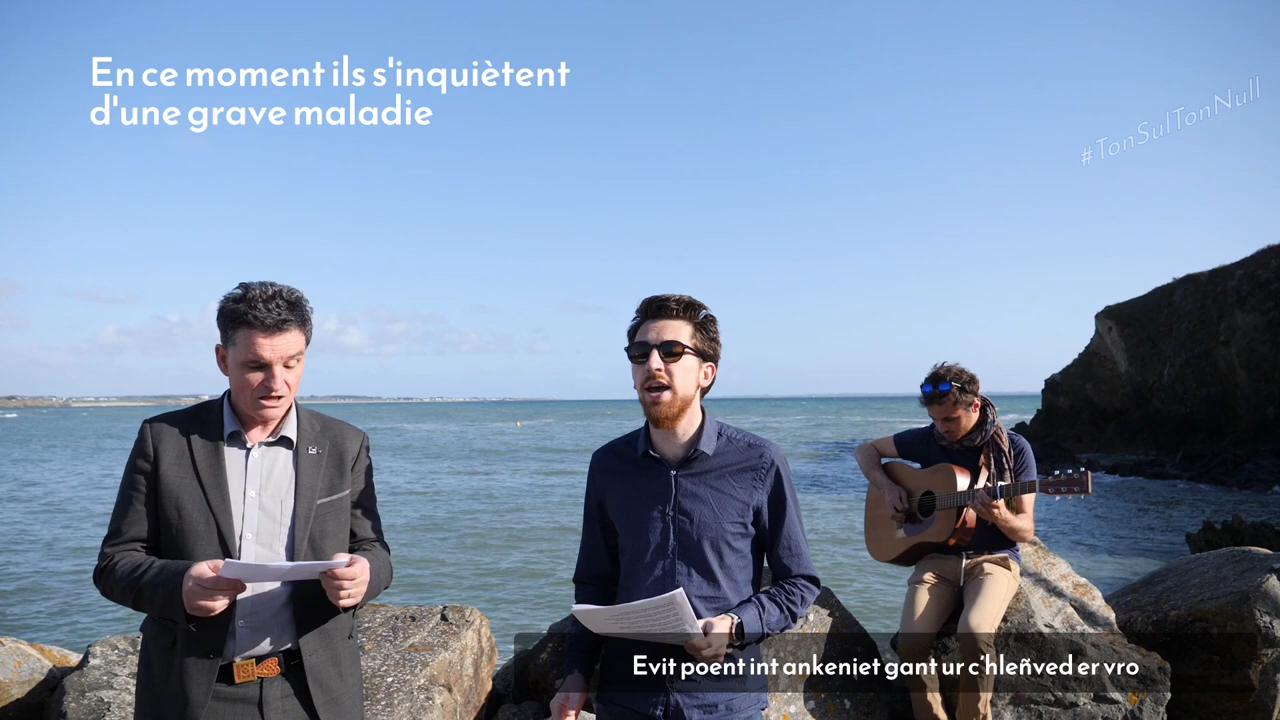 En ce moment ils s'inquiètent
d'une grave maladie
#TonSulTonNull
Evit poent int ankeniet gant ur c'hleñved er vro